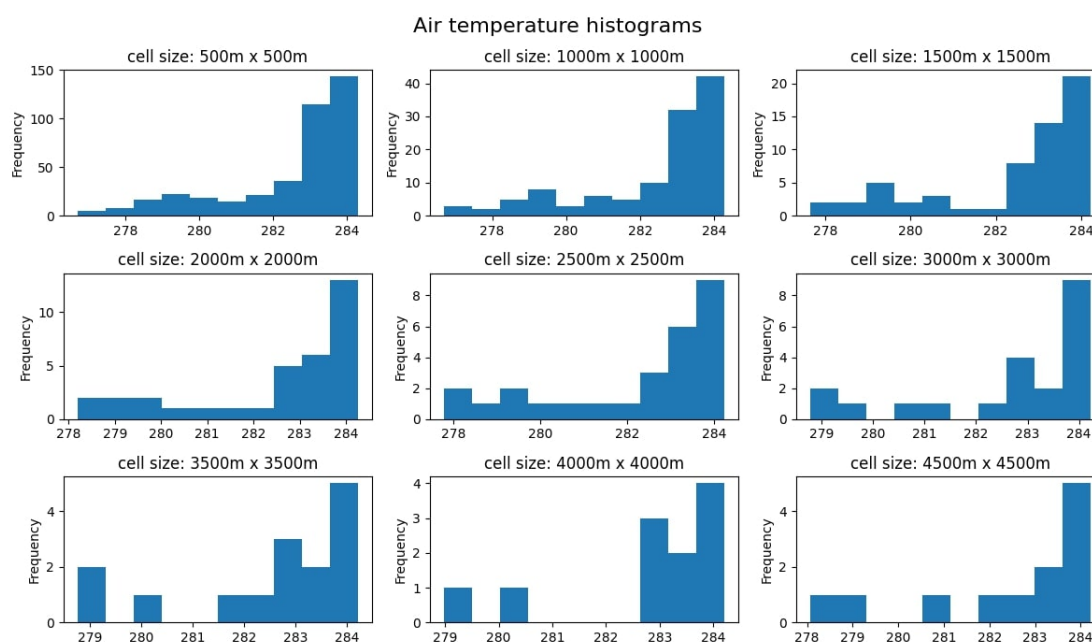 Air temperature histograms
cell size: 500m x 500m
Frequency
150
100
50
0
278 280 282 284
cell size: 1000m x 1000m
Frequency
40
30
20
10
0
278 280 282 284
cell size: 1500m x 1500m
Frequency
20
15
10
5
0
278 280 282 284
cell size: 2000m x 2000m
Frequency
10
5
0
278 279 280 281 282 283 284
cell size: 2500m x 2500m
Frequency
8
6
4
2
0
278 280 282 284
cell size: 3000m x 3000m
Frequency
8
6
4
2
0
279 280 281 282 283 284
cell size: 3500m x 3500m
Frequency
4
2
0
279 280 281 282 283 284
cell size: 4000m x 4000m
Frequency
4
3
2
1
0
279 280 281 282 283 284
cell size: 4500m x 4500m
Frequency
4
2
0
278 279 280 281 282 283 284